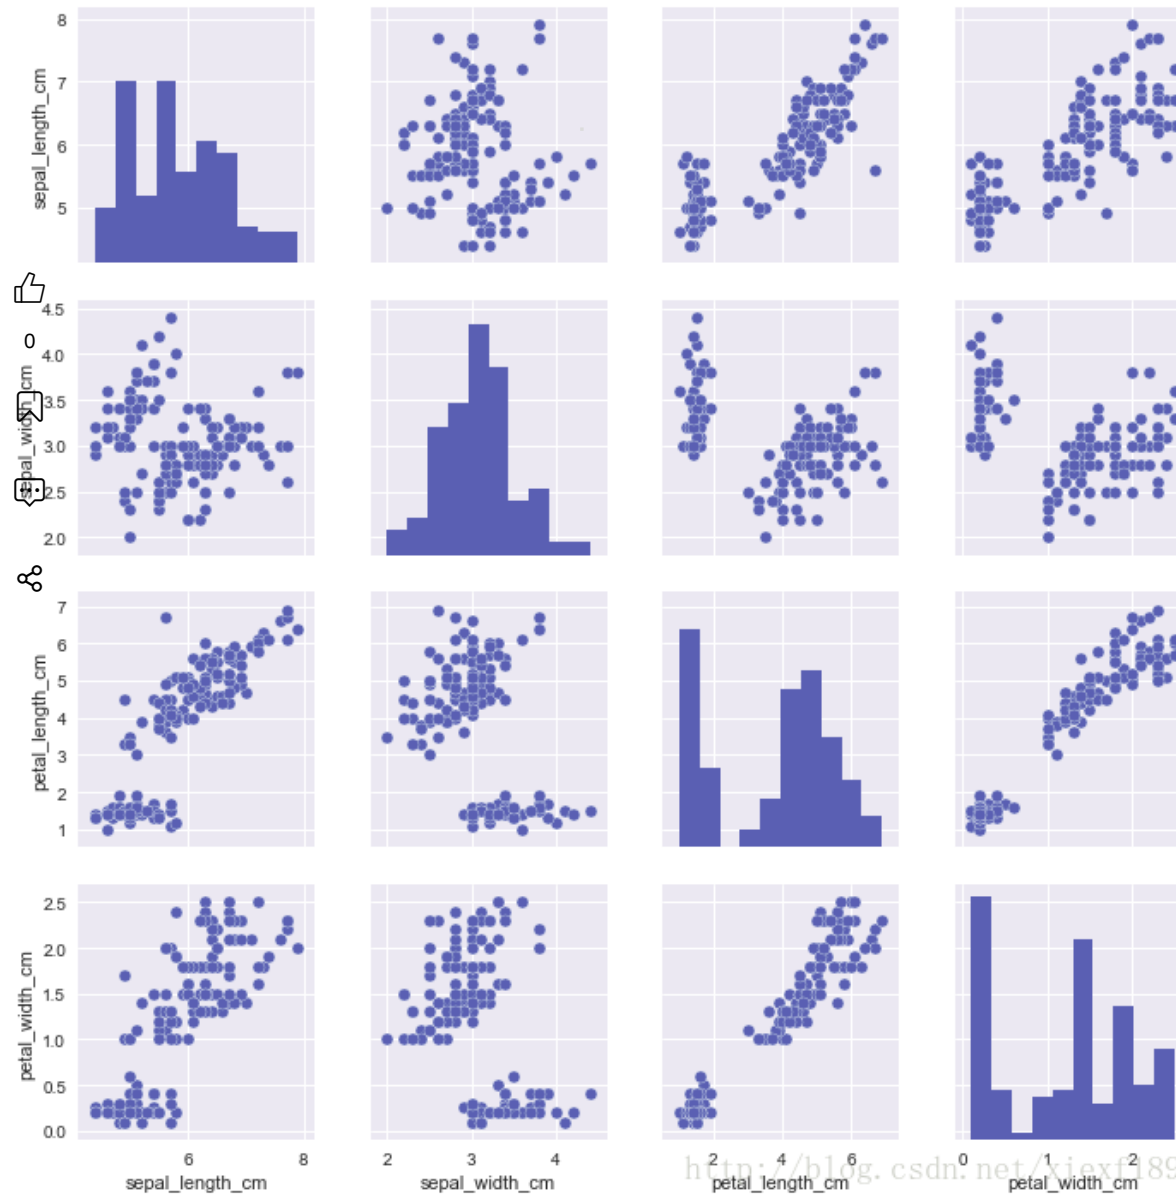 8
7
6
5
sepal_length_cm
0
4.5
4.0
3.5
3.0
2.5
2.0
sepal_width_cm
7
6
5
4
3
2
1
petal_length_cm
2.5
2.0
1.5
1.0
0.5
0.0
petal_width_cm
6 8
2 3 4
2 4 6
0 1 2
sepal_length_cm sepal_width_cm petal_length_cm petal_width_cm
http://blog.csdn.net/xiexf189